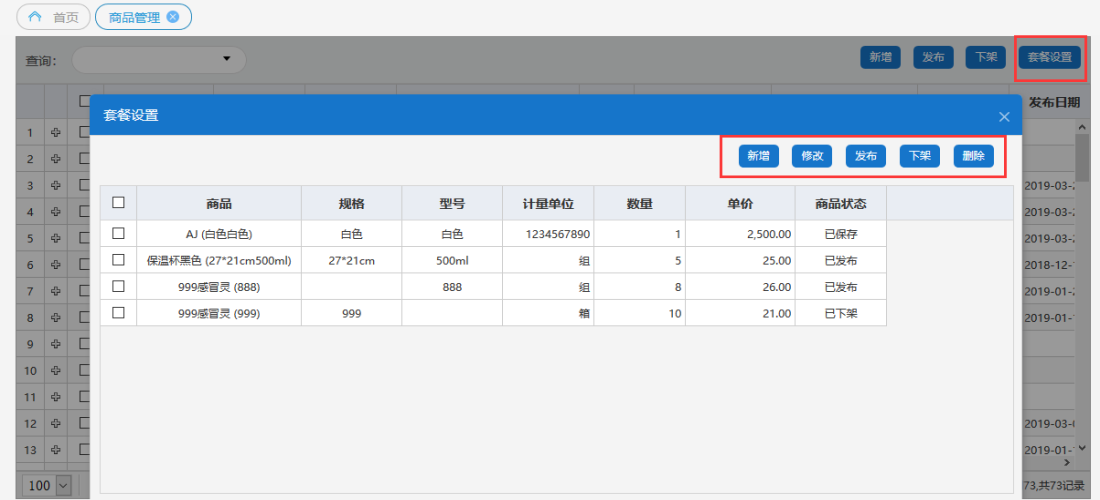 首页 商品管理
查询: 新增 发布 下架 套餐设置
发布日期
套餐设置
新增 修改 发布 下架 删除
商品 规格 型号 计量单位 数量 单价 商品状态
AJ (白色白色) 白色 白色 1234567890 1 2,500.00 已保存
保温杯黑色 (27*21cm500ml) 27*21cm 500ml 组 5 25.00 已发布
999感冒灵 (888) 888 组 8 26.00 已发布
999感冒灵 (999) 999 箱 10 21.00 已下架
1
2
3 2019-03-2
4 2019-03-2
5 2019-03-2
6 2018-12-
7 2019-01-2
8 2019-01-
9
10
11
12 2019-03-0
13 2019-01-
100 73,共73记录